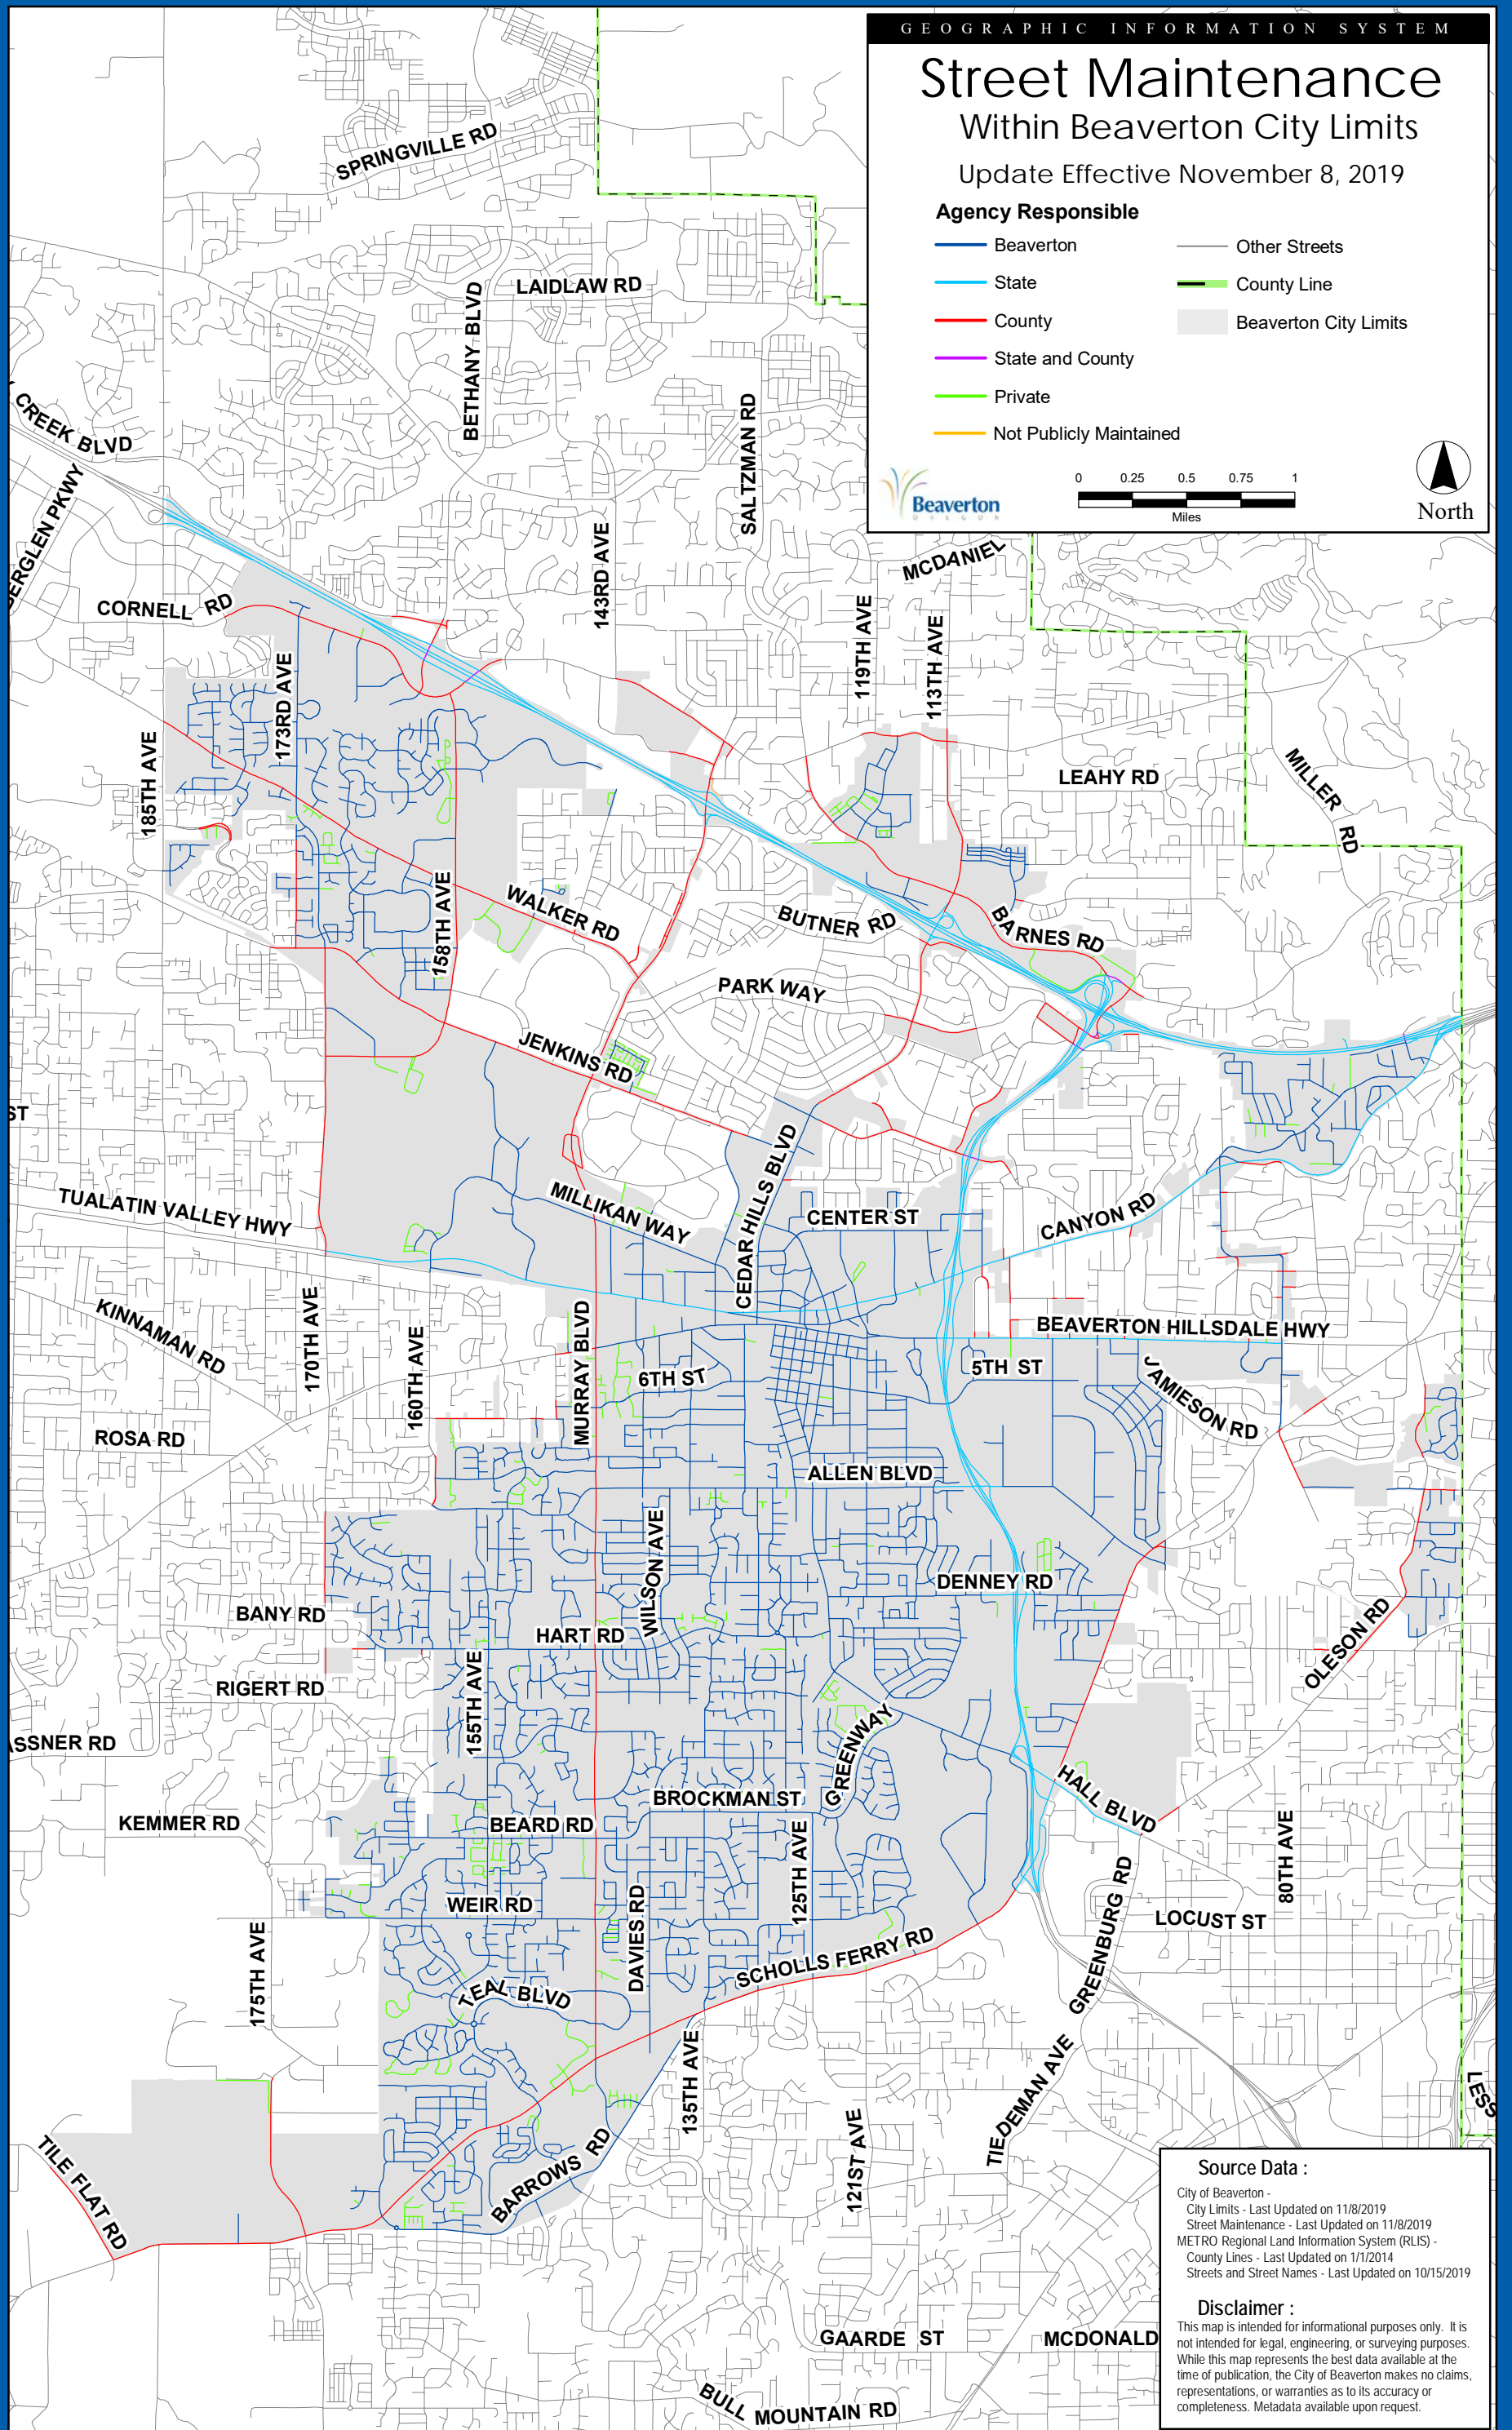 GEOGRAPHIC INFORMATION SYSTEM
Street Maintenance
Within Beaverton City Limits
Update Effective November 8, 2019
Agency Responsible
Beaverton
State
County
State and County
Private
Not Publicly Maintained
Other Streets
County Line
Beaverton City Limits
Beaverton
OREGON
0 0.25 0.5 0.75 1
Miles
North
SPRINGVILLE RD
LAIDLAW RD
BETHANY BLVD
SALTZMAN RD
CREEK BLVD
ERGLEN PKWY
CORNELL RD
143RD AVE
MCDANIEL
119TH AVE
113TH AVE
173RD AVE
185TH AVE
LEAHY RD
MILLER RD
158TH AVE
WALKER RD
BUTNER RD
BARNES RD
PARK WAY
JENKINS RD
ST
TUALATIN VALLEY HWY
MILLIKAN WAY
CEDAR HILLS BLVD
CENTER ST
CANYON RD
KINNAMAN RD
170TH AVE
160TH AVE
MURRAY BLVD
BEAVERTON HILLSDALE HWY
6TH ST
5TH ST
JAMIESON RD
ROSA RD
ALLEN BLVD
WILSON AVE
DENNEY RD
BANY RD
HART RD
OLESON RD
RIGERT RD
155TH AVE
ASSNER RD
GREENWAY
HALL BLVD
BROCKMAN ST
KEMMER RD
BEARD RD
125TH AVE
80TH AVE
WEIR RD
DAVIES RD
GREENBURG RD
LOCUST ST
175TH AVE
SCHOLLS FERRY RD
TEAL BLVD
135TH AVE
TIEDEMAN AVE
LESS
121ST AVE
BARROWS RD
TILE FLAT RD
GAARDE ST
MCDONALD
BULL MOUNTAIN RD
Source Data :
City of Beaverton -
City Limits - Last Updated on 11/8/2019
Street Maintenance - Last Updated on 11/8/2019
METRO Regional Land Information System (RLIS) -
County Lines - Last Updated on 1/1/2014
Streets and Street Names - Last Updated on 10/15/2019
Disclaimer :
This map is intended for informational purposes only. It is
not intended for legal, engineering, or surveying purposes.
While this map represents the best data available at the
time of publication, the City of Beaverton makes no claims,
representations, or warranties as to its accuracy or
completeness. Metadata available upon request.